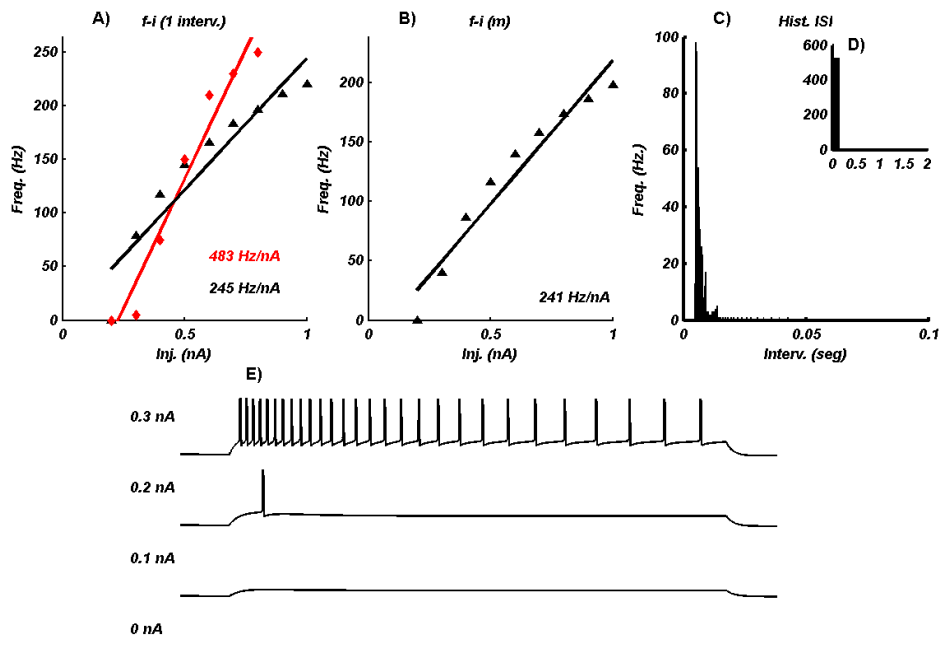 A) f-i (1 interv.)
250
200
150
100
50
0
Freq. (Hz)
483 Hz/nA
245 Hz/nA
0 0.5 1
Inj. (nA)
B) f-i (m)
200
150
100
50
0
Freq. (Hz)
241 Hz/nA
0 0.5 1
Inj. (nA)
C) Hist. ISI
100
80
60
40
20
0
Freq. (Hz.)
0 0.05 0.1
Interv. (seg)
D)
600
400
200
0
0 0.5 1 1.5 2
E)
0.3 nA
0.2 nA
0.1 nA
0 nA